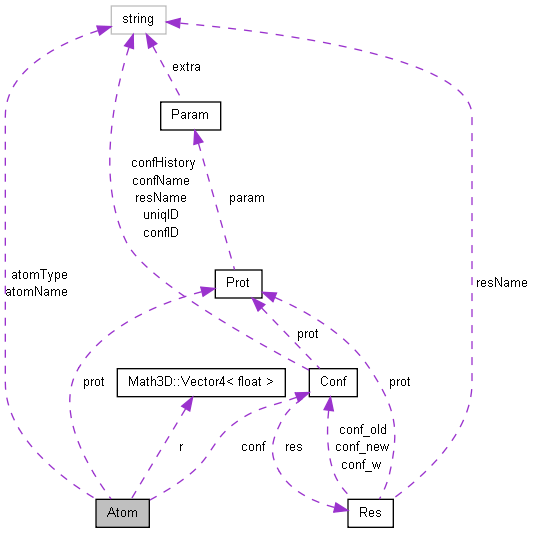 string
extra
Param
confHistory
confName
resName
uniqID
confID
param
atomType
atomName
Prot
resName
prot
prot
prot
Math3D::Vector4< float >
Conf
r
conf
res
conf_old
conf_new
conf_w
Atom
Res